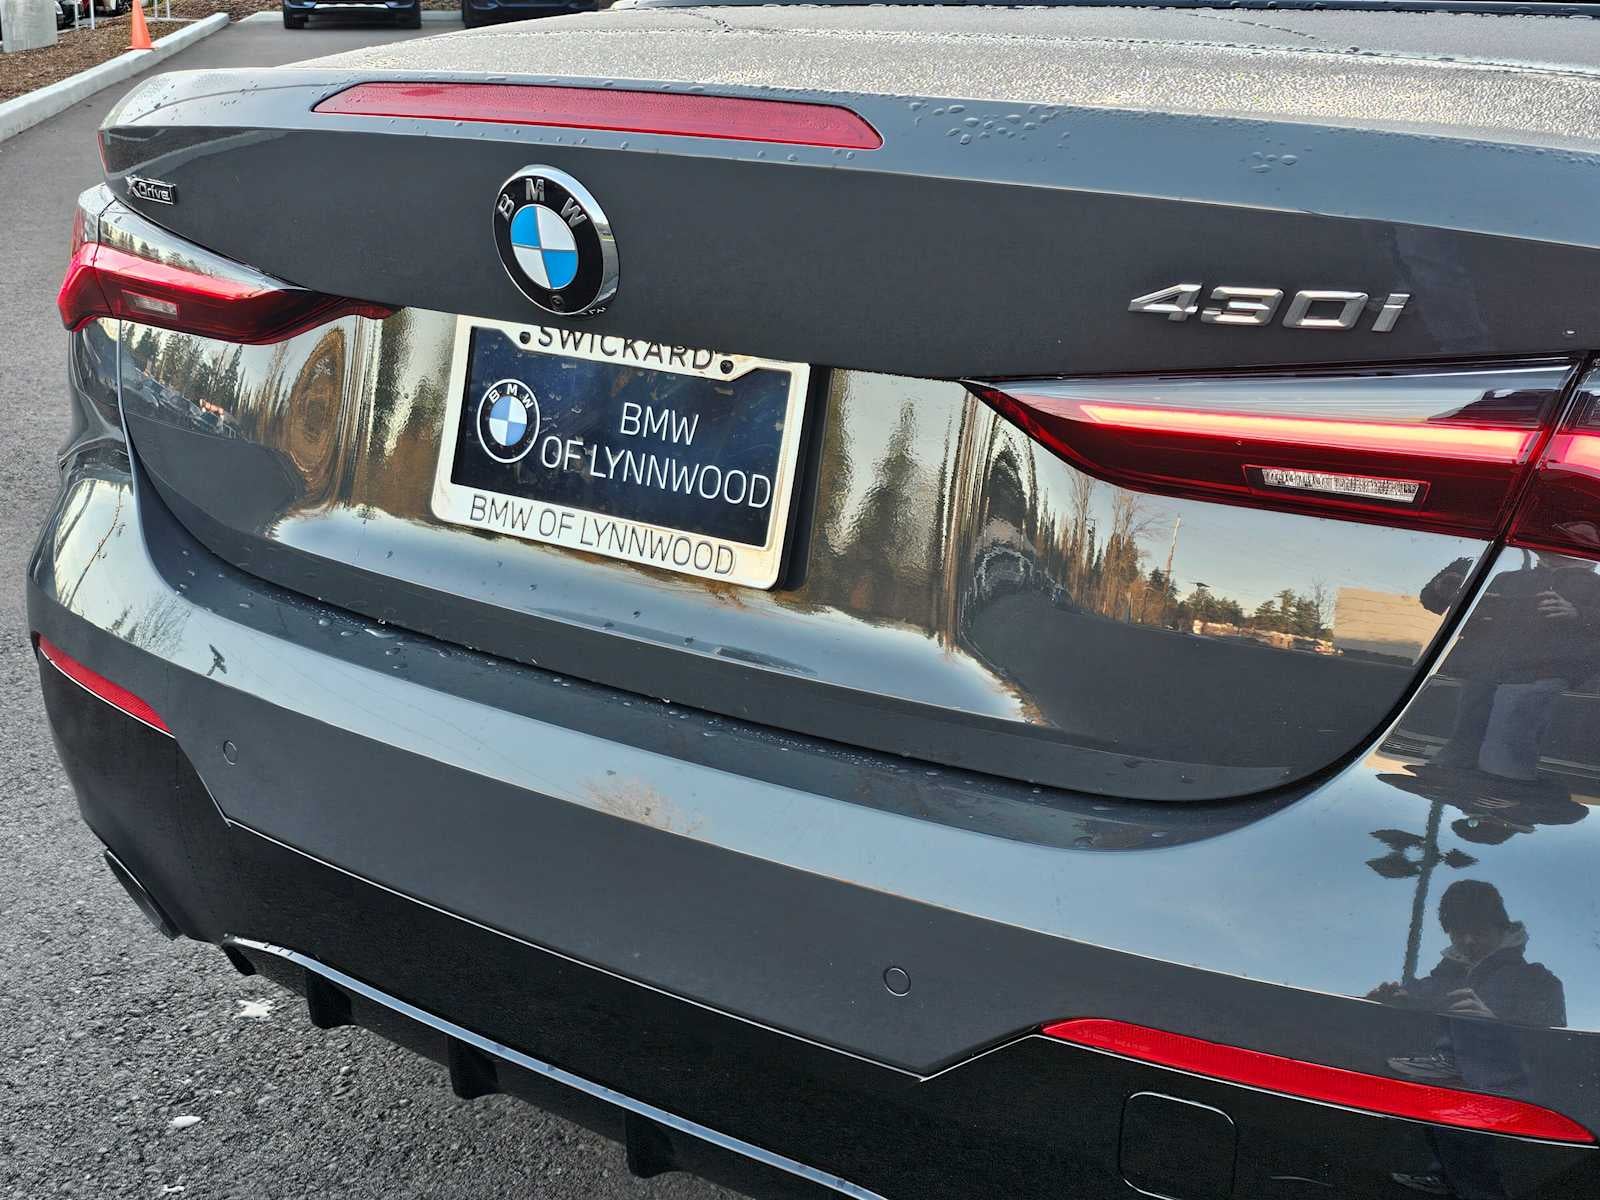 xDrive
BMW
430i
SWICKARD
BMW
BMW
OF LYNNWOOD
BMW OF LYNNWOOD